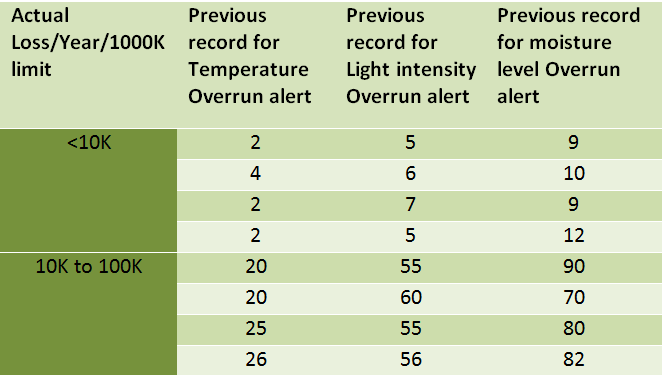 Actual Loss/Year/1000K limit	Previous record for Temperature Overrun alert	Previous record for Light intensity Overrun alert	Previous record for moisture level Overrun alert
<10K	2	5	9
4	6	10
2	7	9
2	5	12
10K to 100K	20	55	90
20	60	70
25	55	80
26	56	82